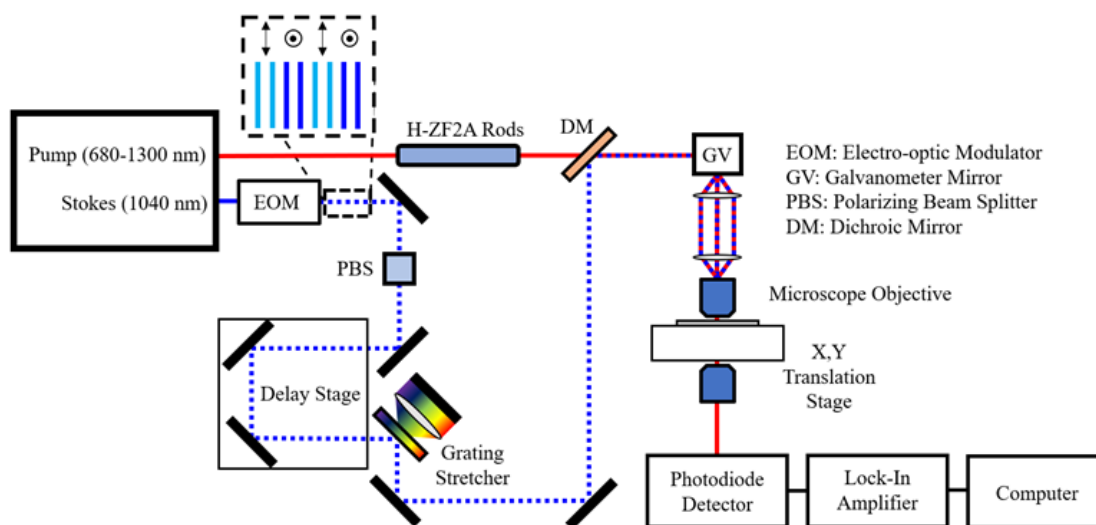 Pump (680-1300 nm)
Stokes (1040 nm)
EOM
H-ZF2A Rods
DM
GV
EOM: Electro-optic Modulator
GV: Galvanometer Mirror
PBS: Polarizing Beam Splitter
DM: Dichroic Mirror
PBS
Microscope Objective
X,Y
Translation
Stage
Delay Stage
Grating
Stretcher
Photodiode
Detector
Lock-In
Amplifier
Computer